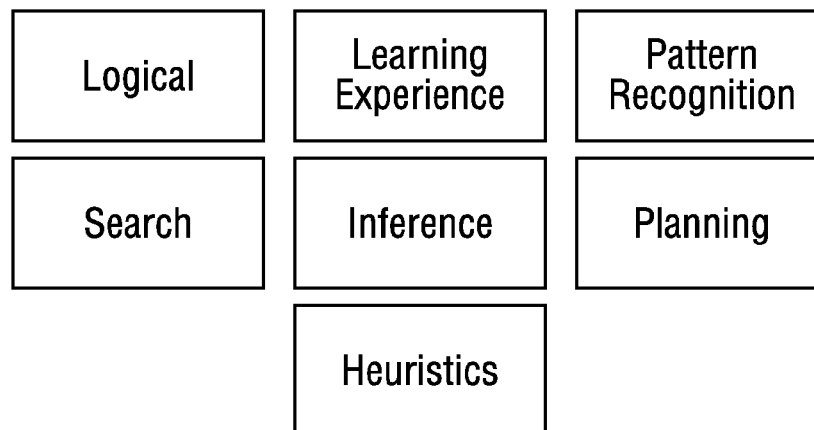 Logical
Learning
Experience
Pattern
Recognition
Search
Inference
Planning
Heuristics